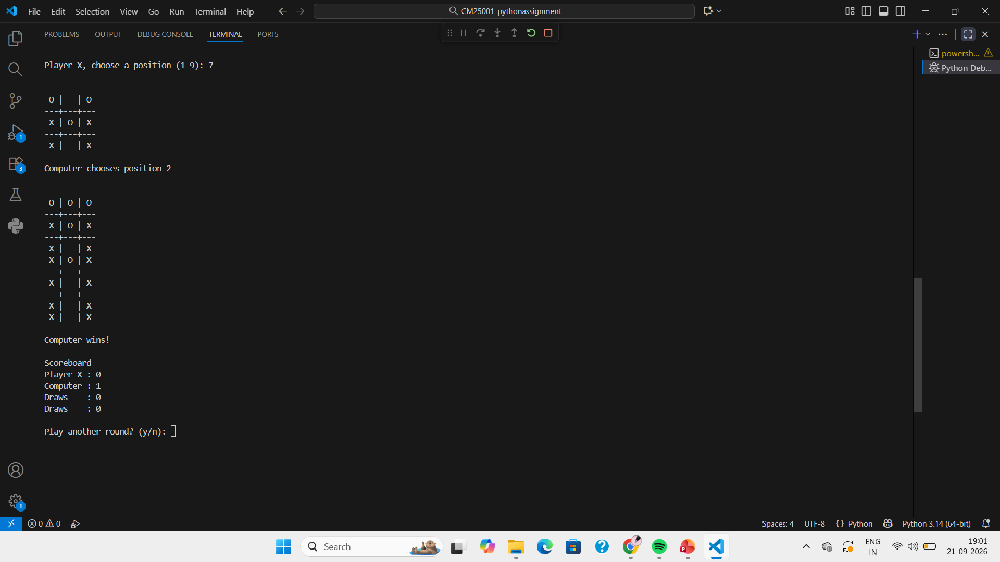 File Edit Selection View Go Run Terminal Help
CM25001_pythonassignment
PROBLEMS OUTPUT DEBUG CONSOLE TERMINAL PORTS
powersh...
Python Deb...
Player X, choose a position (1-9): 7
O |   | O
---+---+---
X | O | X
---+---+---
X |   | X
Computer chooses position 2
O | O | O
---+---+---
X | O | X
---+---+---
X |   | X
X | O | X
---+---+---
X |   | X
---+---+---
X |   | X
X |   | X
Computer wins!
Scoreboard
Player X : 0
Computer : 1
Draws    : 0
Draws    : 0
Play another round? (y/n):
1
3
1
0 0
Spaces: 4 UTF-8 {} Python Python 3.14 (64-bit)
Search
ENG
IN
19:01
21-09-2026